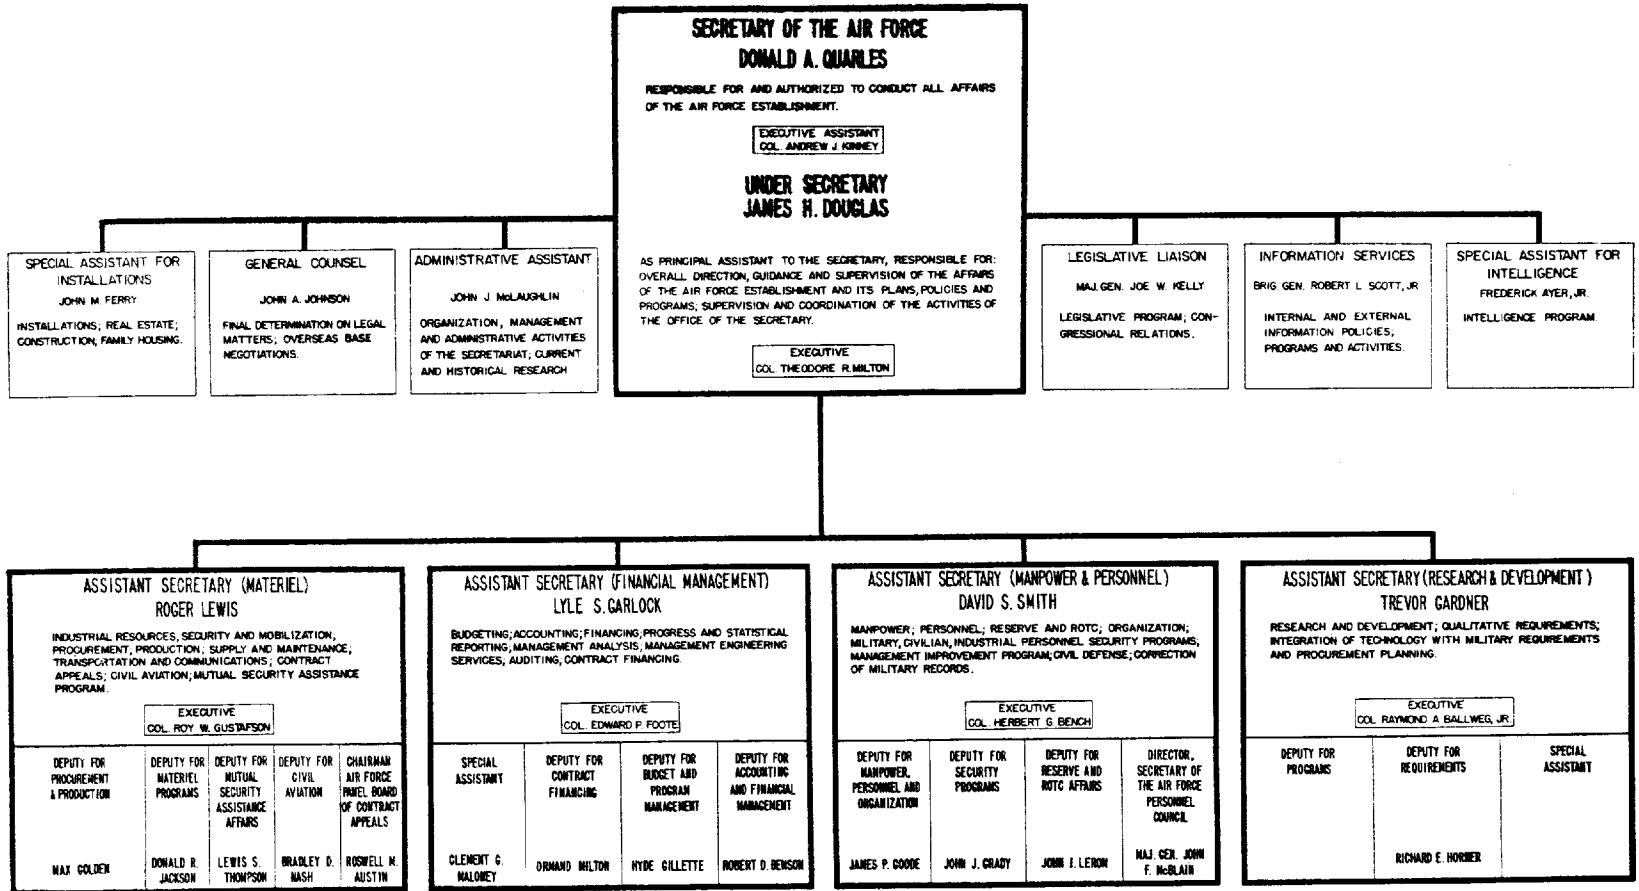 SECRETARY OF THE AIR FORCE
DONALD A. QUARLES
RESPONSIBLE FOR AND AUTHORIZED TO CONDUCT ALL AFFAIRS
OF THE AIR FORCE ESTABLISHMENT.
EXECUTIVE ASSISTANT
COL. ANDREW J. KINNEY
UNDER SECRETARY
JAMES H. DOUGLAS
AS PRINCIPAL ASSISTANT TO THE SECRETARY, RESPONSIBLE FOR:
OVERALL DIRECTION, GUIDANCE AND SUPERVISION OF THE AFFAIRS
OF THE AIR FORCE ESTABLISHMENT AND ITS PLANS, POLICIES AND
PROGRAMS; SUPERVISION AND COORDINATION OF THE ACTIVITIES OF
THE OFFICE OF THE SECRETARY.
EXECUTIVE
COL. THEODORE R. MILTON
SPECIAL ASSISTANT FOR
INSTALLATIONS
JOHN M. FERRY
INSTALLATIONS; REAL ESTATE;
CONSTRUCTION; FAMILY HOUSING.
GENERAL COUNSEL
JOHN A. JOHNSON
FINAL DETERMINATION ON LEGAL
MATTERS; OVERSEAS BASE
NEGOTIATIONS.
ADMINISTRATIVE ASSISTANT
JOHN J. McLAUGHLIN
ORGANIZATION, MANAGEMENT
AND ADMINISTRATIVE ACTIVITIES
OF THE SECRETARIAT; CURRENT
AND HISTORICAL RESEARCH
LEGISLATIVE LIAISON
MAJ. GEN. JOE W. KELLY
LEGISLATIVE PROGRAM; CON-
GRESSIONAL RELATIONS.
INFORMATION SERVICES
BRIG GEN. ROBERT L SCOTT, JR
INTERNAL AND EXTERNAL
INFORMATION POLICIES,
PROGRAMS AND ACTIVITIES.
SPECIAL ASSISTANT FOR
INTELLIGENCE
FREDERICK AYER, JR.
INTELLIGENCE PROGRAM.
ASSISTANT SECRETARY (MATERIEL)
ROGER LEWIS
INDUSTRIAL RESOURCES, SECURITY AND MOBILIZATION,
PROCUREMENT, PRODUCTION; SUPPLY AND MAINTENANCE,
TRANSPORTATION AND COMMUNICATIONS; CONTRACT
APPEALS; CIVIL AVIATION; MUTUAL SECURITY ASSISTANCE
PROGRAM.
EXECUTIVE
COL. ROY W. GUSTAFSON
DEPUTY FOR
PROCUREMENT
& PRODUCTION
MAX GOLDEN
DEPUTY FOR
MATERIEL
PROGRAMS
DONALD R.
JACKSON
DEPUTY FOR
MUTUAL
SECURITY
ASSISTANCE
AFFAIRS
LEWIS S.
THOMPSON
DEPUTY FOR
CIVIL
AVIATION
BRADLEY D.
NASH
CHAIRMAN
AIR FORCE
PANEL BOARD
OF CONTRACT
APPEALS
ROSWELL M.
AUSTIN
ASSISTANT SECRETARY (FINANCIAL MANAGEMENT)
LYLE S. GARLOCK
BUDGETING; ACCOUNTING; FINANCING; PROGRESS AND STATISTICAL
REPORTING; MANAGEMENT ANALYSIS; MANAGEMENT ENGINEERING
SERVICES; AUDITING; CONTRACT FINANCING.
EXECUTIVE
COL. EDWARD P. FOOTE
SPECIAL
ASSISTANT
CLEMENT G.
MALONEY
DEPUTY FOR
CONTRACT
FINANCING
ORMAND MILTON
DEPUTY FOR
BUDGET AND
PROGRAM
MANAGEMENT
HYDE GILLETTE
DEPUTY FOR
ACCOUNTING
AND FINANCIAL
MANAGEMENT
ROBERT D. BENSON
ASSISTANT SECRETARY (MANPOWER & PERSONNEL)
DAVID S. SMITH
MANPOWER; PERSONNEL; RESERVE AND ROTC; ORGANIZATION;
MILITARY, CIVILIAN, INDUSTRIAL PERSONNEL SECURITY PROGRAMS,
MANAGEMENT IMPROVEMENT PROGRAM; CIVIL DEFENSE; CORRECTION
OF MILITARY RECORDS.
EXECUTIVE
COL. HERBERT G. BENCH
DEPUTY FOR
MANPOWER,
PERSONNEL AND
ORGANIZATION
JAMES P. GOODE
DEPUTY FOR
SECURITY
PROGRAMS
JOHN J. GRADY
DEPUTY FOR
RESERVE AND
ROTC AFFAIRS
JOHN
DIRECTOR,
SECRETARY OF
THE AIR FORCE
PERSONNEL
COUNCIL
MAJ. GEN. JOHN
F. McBLAIN
ASSISTANT SECRETARY (RESEARCH & DEVELOPMENT)
TREVOR GARDNER
RESEARCH AND DEVELOPMENT; QUALITATIVE REQUIREMENTS;
INTEGRATION OF TECHNOLOGY WITH MILITARY REQUIREMENTS
AND PROCUREMENT PLANNING.
EXECUTIVE
COL RAYMOND A BALLWEG, JR.
DEPUTY FOR
PROGRAMS
DEPUTY FOR
REQUIREMENTS
RICHARD E. HORNER
SPECIAL
ASSISTANT